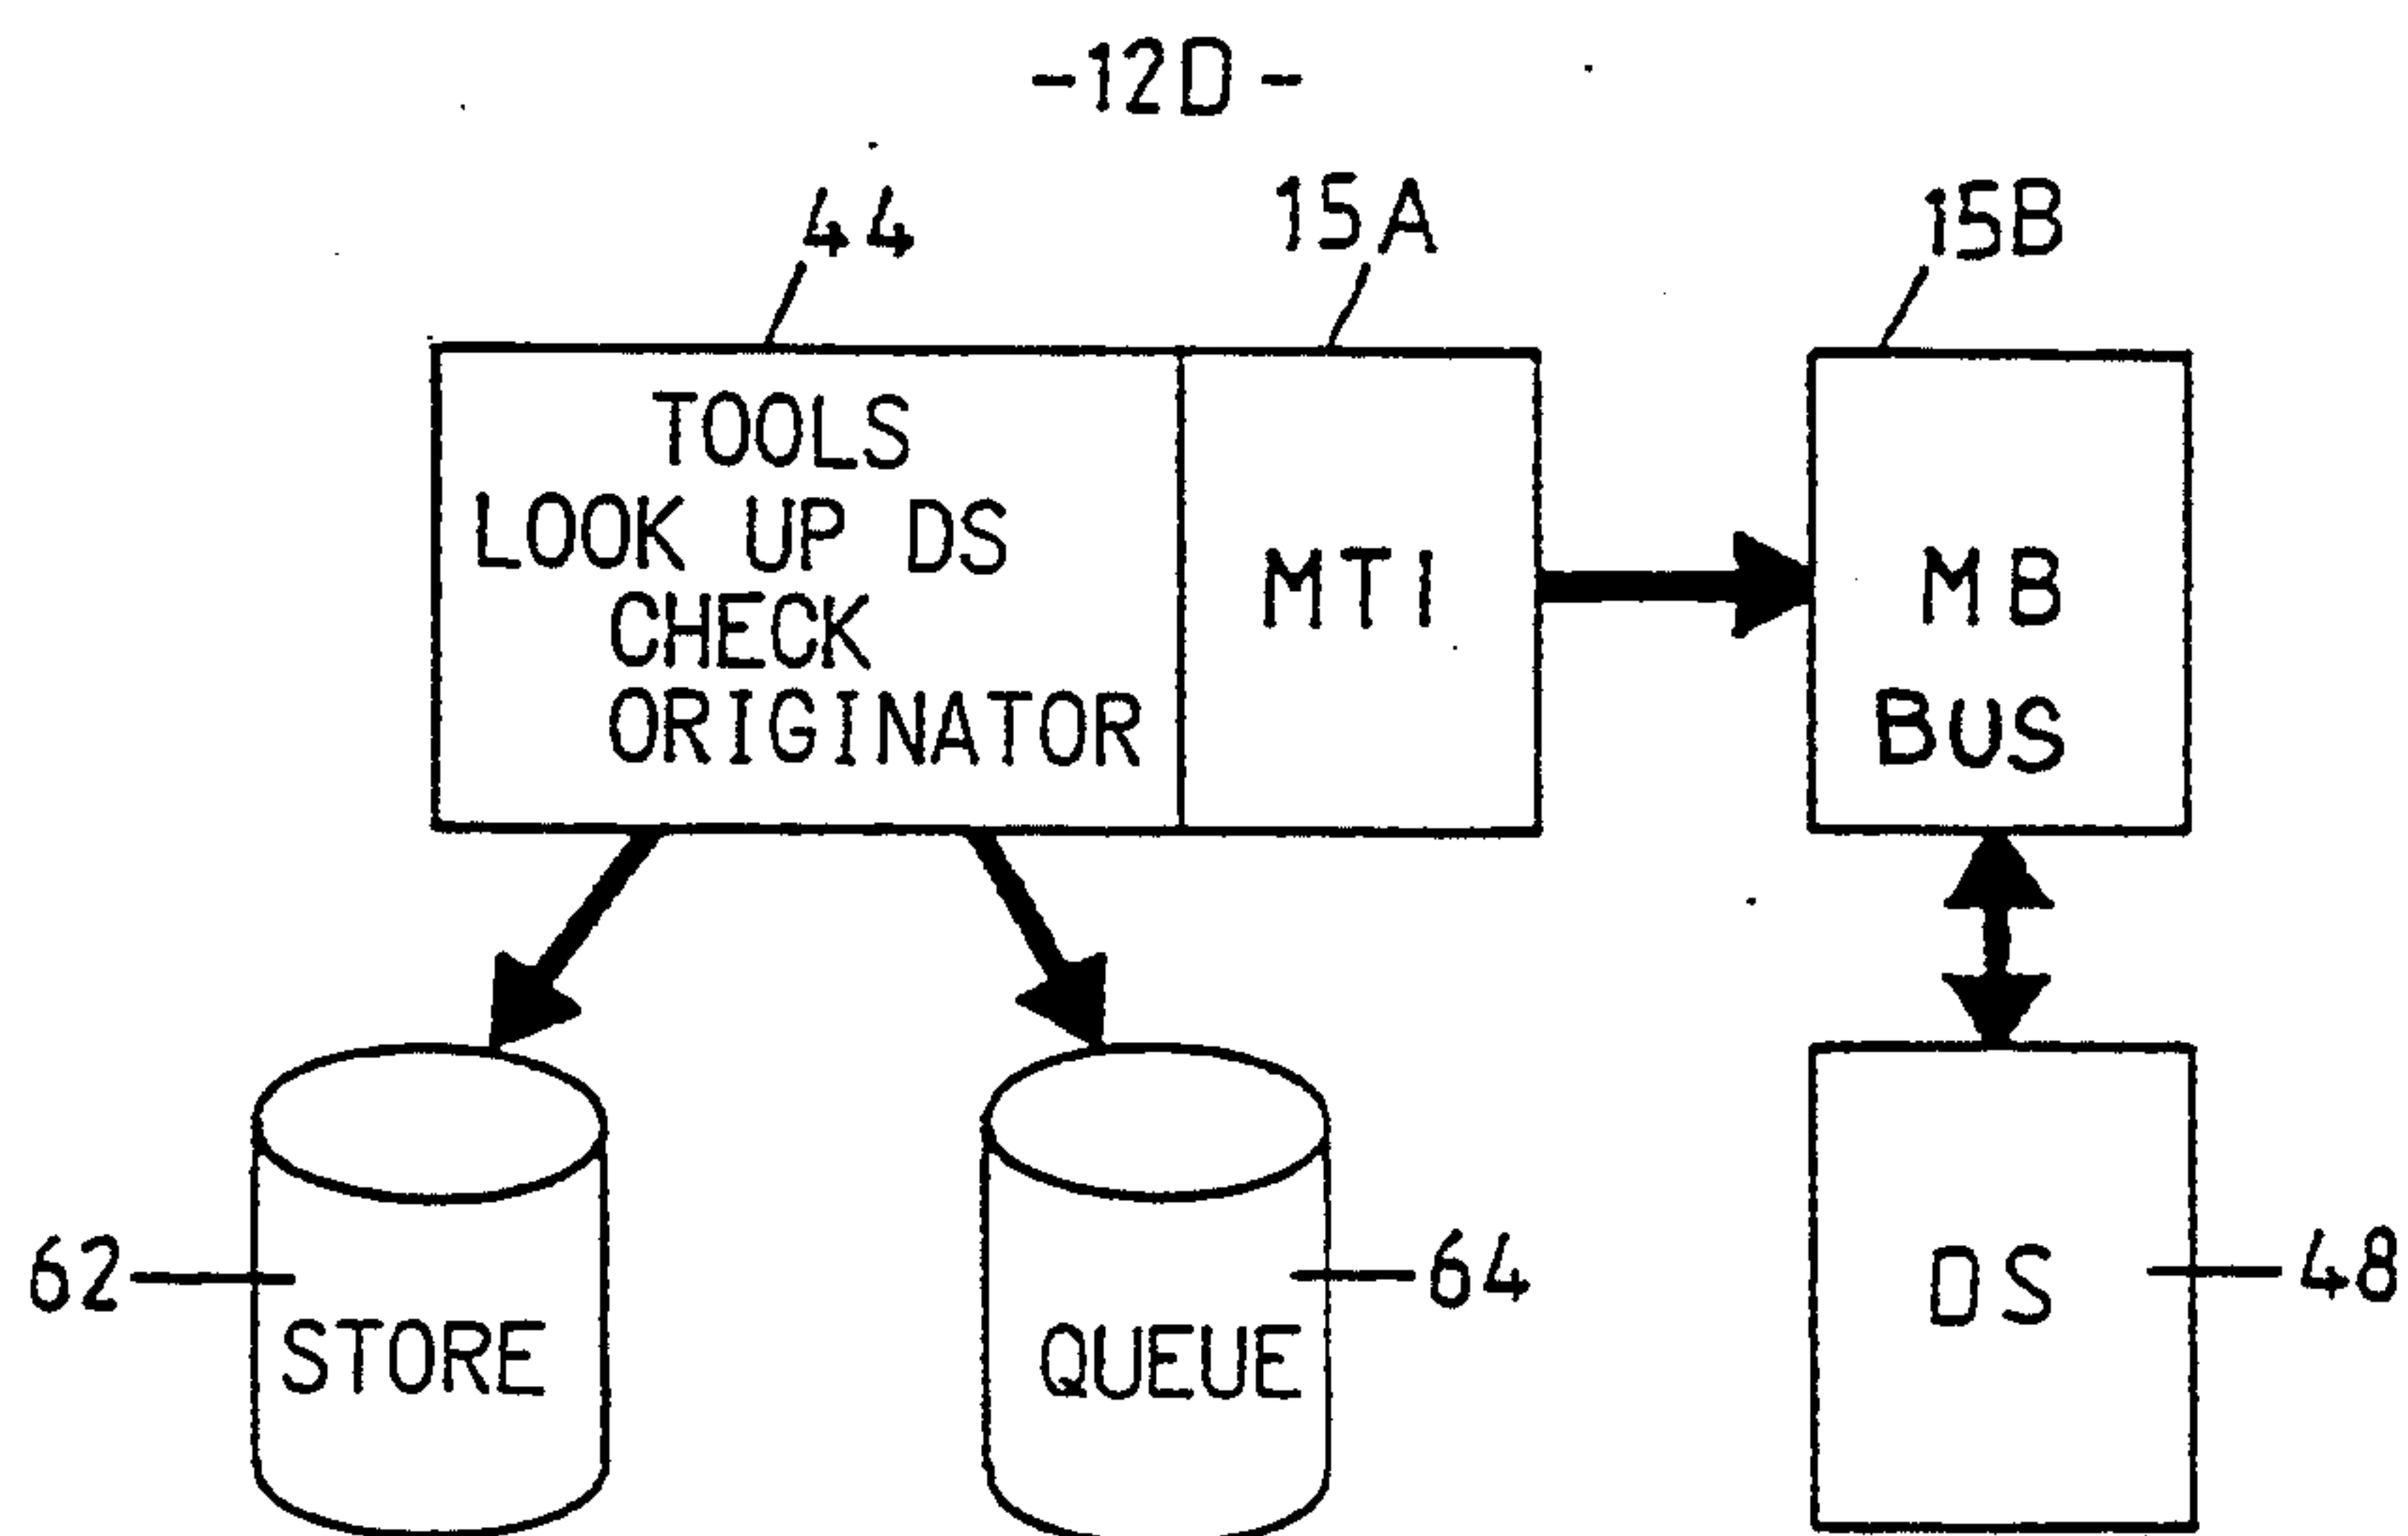 -12D-
44
15A
15B
TOOLS
LOOK UP DS
CHECK
ORIGINATOR
MTI
MB
BUS
62
STORE
QUEUE
64
DS
48